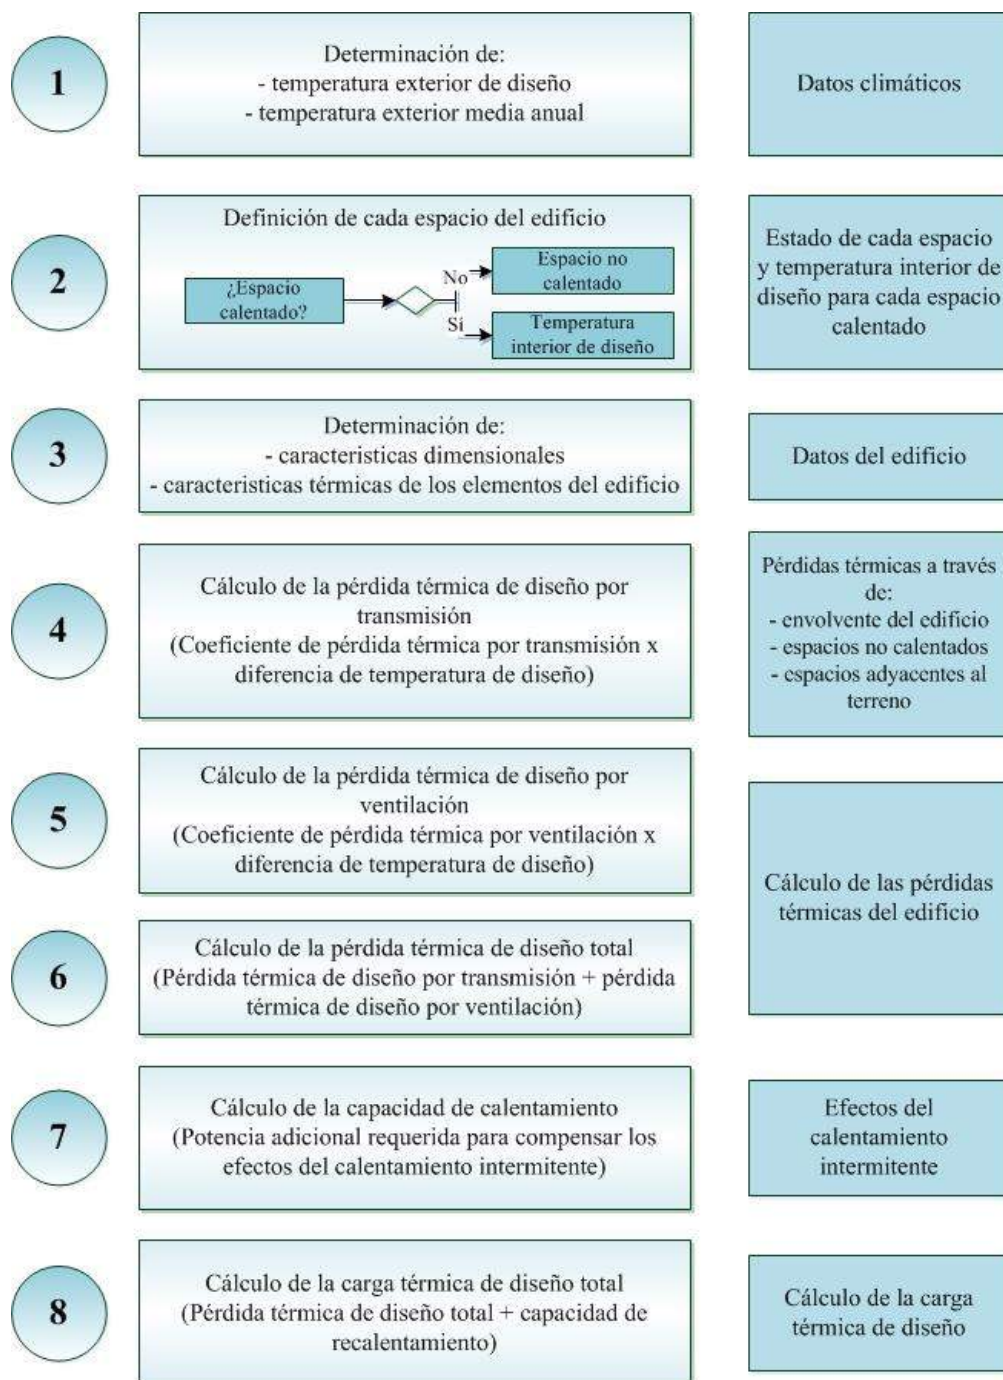 1
Determinación de:
- temperatura exterior de diseño
- temperatura exterior media anual
Datos climáticos
2
Definición de cada espacio del edificio
¿Espacio
calentado?
No
Sí
Espacio no
calentado
Temperatura
interior de diseño
Estado de cada espacio
y temperatura interior de
diseño para cada espacio
calentado
3
Determinación de:
- caracteristicas dimensionales
- caracteristicas térmicas de los elementos del edificio
Datos del edificio
4
Cálculo de la pérdida térmica de diseño por
transmisión
(Coeficiente de pérdida térmica por transmisión x
diferencia de temperatura de diseño)
Pérdidas térmicas a través
de:
- envolvente del edificio
- espacios no calentados
- espacios adyacentes al
terreno
5
Cálculo de la pérdida térmica de diseño por
ventilación
(Coeficiente de pérdida térmica por ventilación x
diferencia de temperatura de diseño)
Cálculo de las pérdidas
térmicas del edificio
6
Cálculo de la pérdida térmica de diseño total
(Pérdida térmica de diseño por transmisión + pérdida
térmica de diseño por ventilación)
7
Cálculo de la capacidad de calentamiento
(Potencia adicional requerida para compensar los
efectos del calentamiento intermitente)
Efectos del
calentamiento
intermitente
8
Cálculo de la carga térmica de diseño total
(Pérdida térmica de diseño total + capacidad de
recalentamiento)
Cálculo de la carga
térmica de diseño